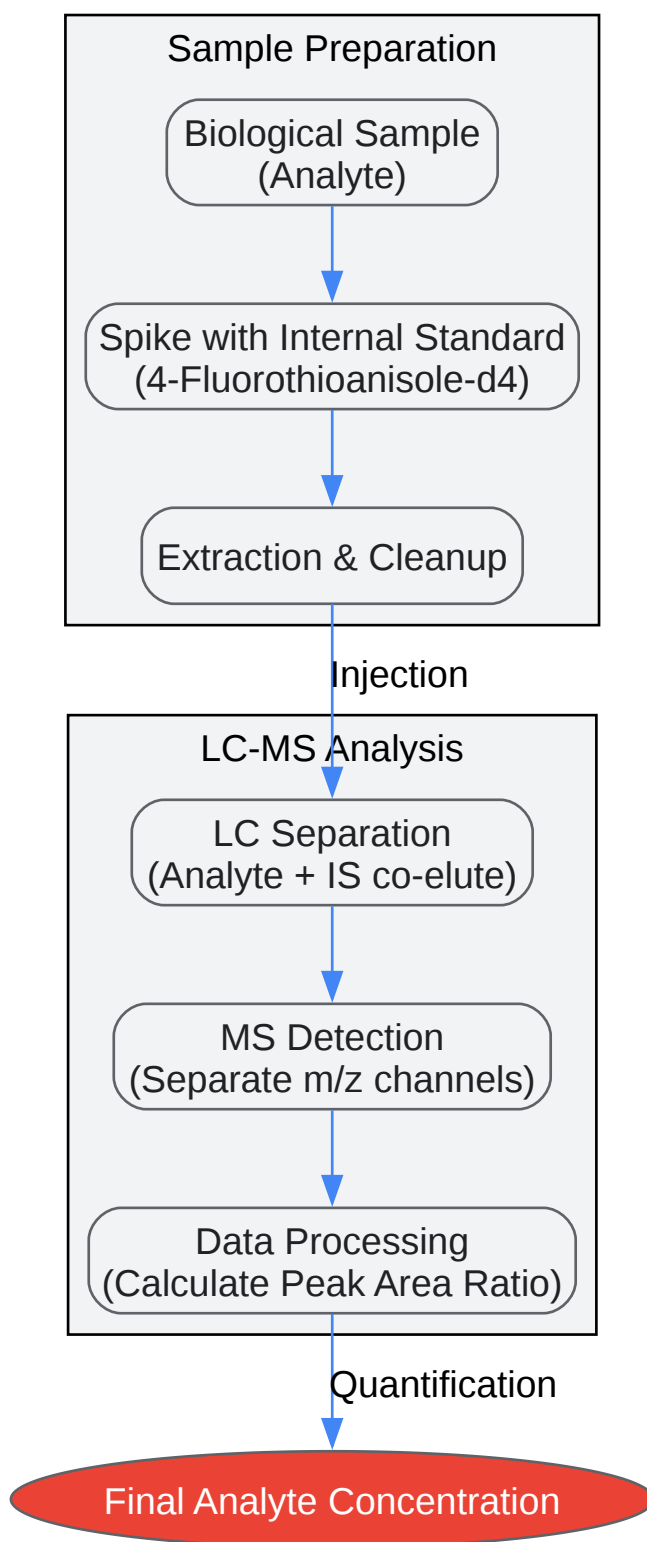 Sample Preparation
Biological Sample
(Analyte)
Spike with Internal Standard
(4-Fluorothioanisole-d4)
Extraction & Cleanup
Injection
LC-MS Analysis
LC Separation
(Analyte + IS co-elute)
MS Detection
(Separate m/z channels)
Data Processing
(Calculate Peak Area Ratio)
Quantification
Final Analyte Concentration